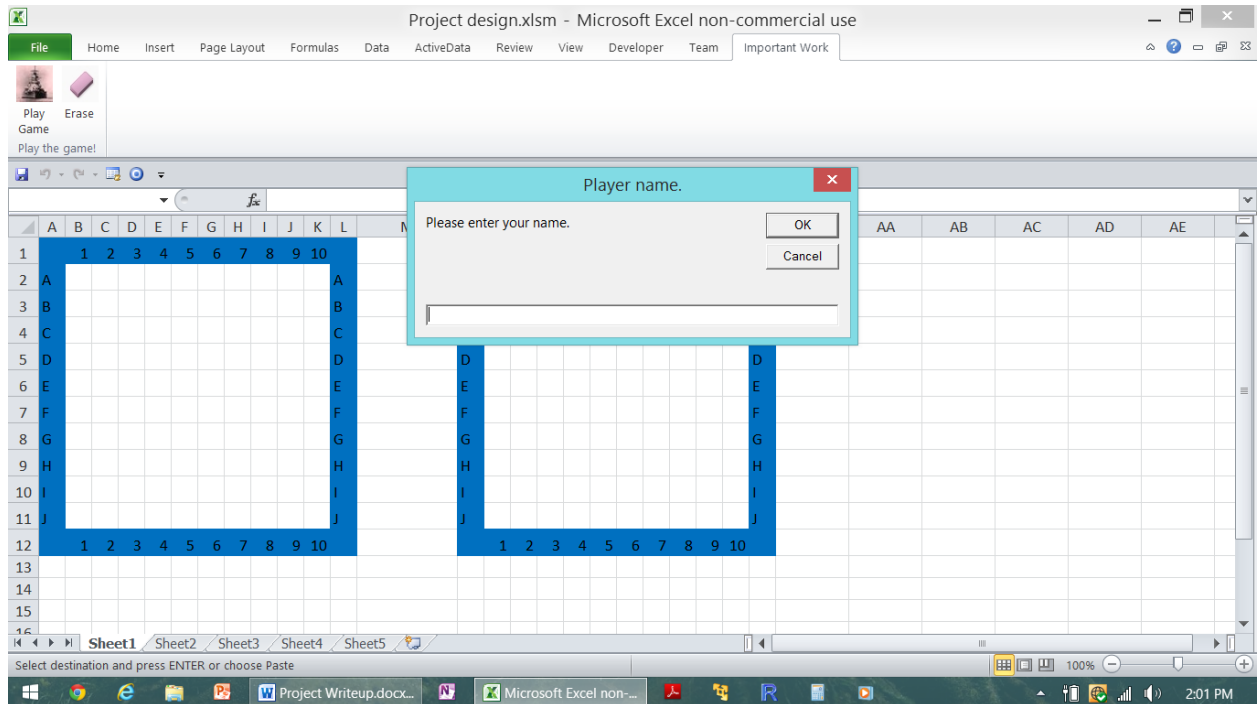 Project design.xlsm - Microsoft Excel non-commercial use
File Home Insert Page Layout Formulas Data ActiveData Review View Developer Team Important Work
Play Game Erase
Play the game!
fx
Player name.
Please enter your name.
OK
Cancel
A B C D E F G H I J K L AA AB AC AD AE
1 1 2 3 4 5 6 7 8 9 10
2 A A
3 B B
4 C C
5 D D D D
6 E E E E
7 F F F F
8 G G G G
9 H H H H
10 I I I I
11 J J J J
12 1 2 3 4 5 6 7 8 9 10 1 2 3 4 5 6 7 8 9 10
13
14
15
16
Sheet1 Sheet2 Sheet3 Sheet4 Sheet5
Select destination and press ENTER or choose Paste 100%
Project Writeup.docx... Microsoft Excel non-... 2:01 PM